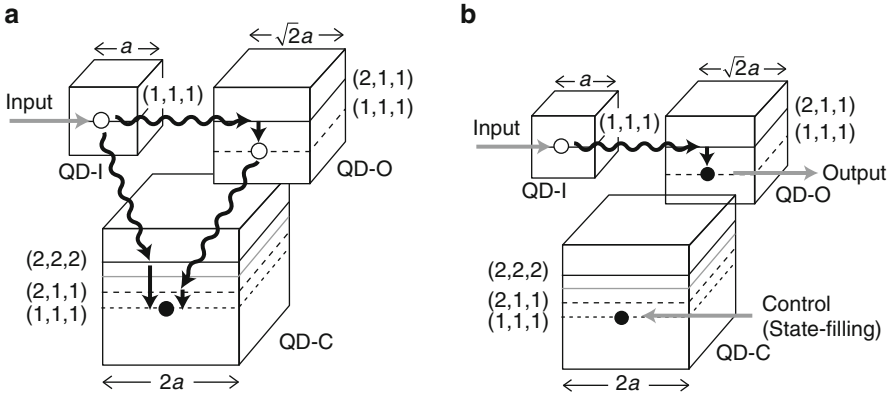 a
a
√2a
Input
(1,1,1)
(2,1,1)
(1,1,1)
QD-I
QD-O
(2,2,2)
(2,1,1)
(1,1,1)
QD-C
2a
b
a
√2a
Input
(1,1,1)
(2,1,1)
(1,1,1)
QD-I
Output
QD-O
(2,2,2)
(2,1,1)
(1,1,1)
Control
(State-filling)
QD-C
2a